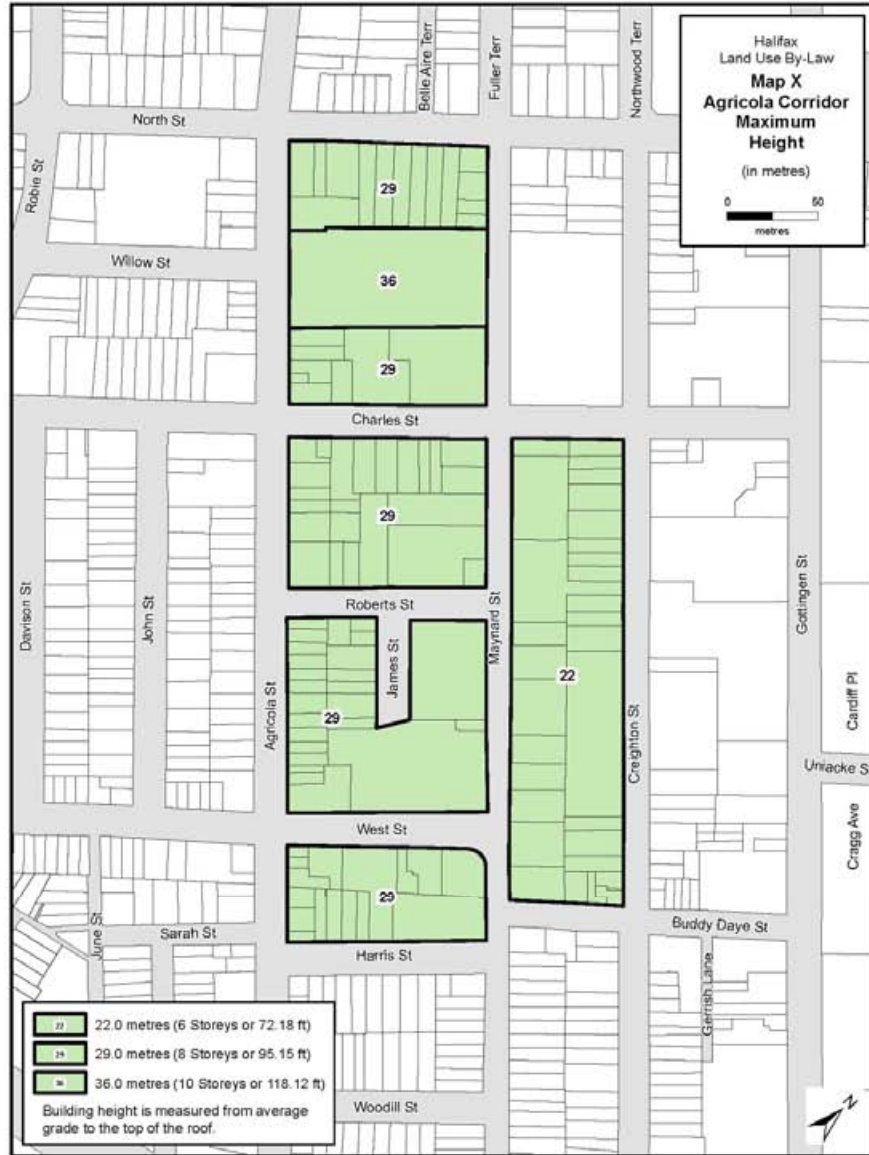 Belle Aire Terr
Fuller Terr
Northwood Terr
Halifax
Land Use By-Law
Map X
Agricola Corridor
Maximum
Height
(in metres)
0 50
metres
North St
Robie St
29
Willow St
36
29
Charles St
29
Davison St
John St
Roberts St
Maynard St
Gottingen St
James St
22
Agricola St
29
Creighton St
Cardiff Pl
Uniacke S
West St
Cragg Ave
29
June St
Sarah St
Buddy Daye St
Harris St
Gerrish Lane
22 22.0 metres (6 Storeys or 72.18 ft)
29 29.0 metres (8 Storeys or 95.15 ft)
36 36.0 metres (10 Storeys or 118.12 ft)
Building height is measured from average
grade to the top of the roof.
Woodill St
N